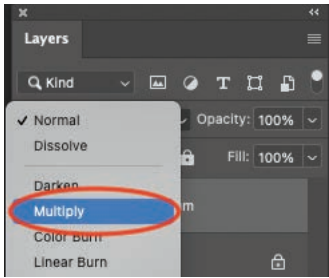 Layers
Kind
Normal
Opacity: 100%
Dissolve
Fill: 100%
Darken
Multiply
m
Color Burn
Linear Burn